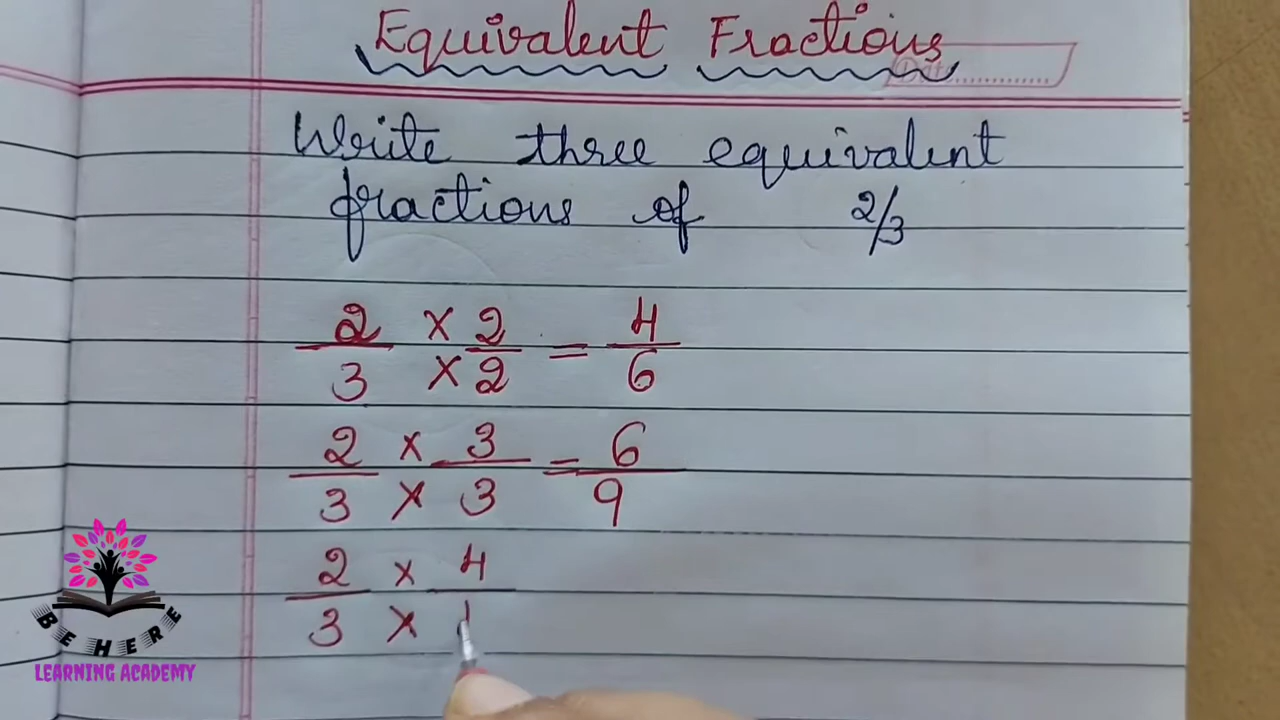 Equivalent Fractions
Write three equivalent
fractions of 2/3
2/3 × 2/× 2 = 4/6
2/3 × 3/× 3 = 6/9
2/3 × 4/×
BE HERE
LEARNING ACADEMY